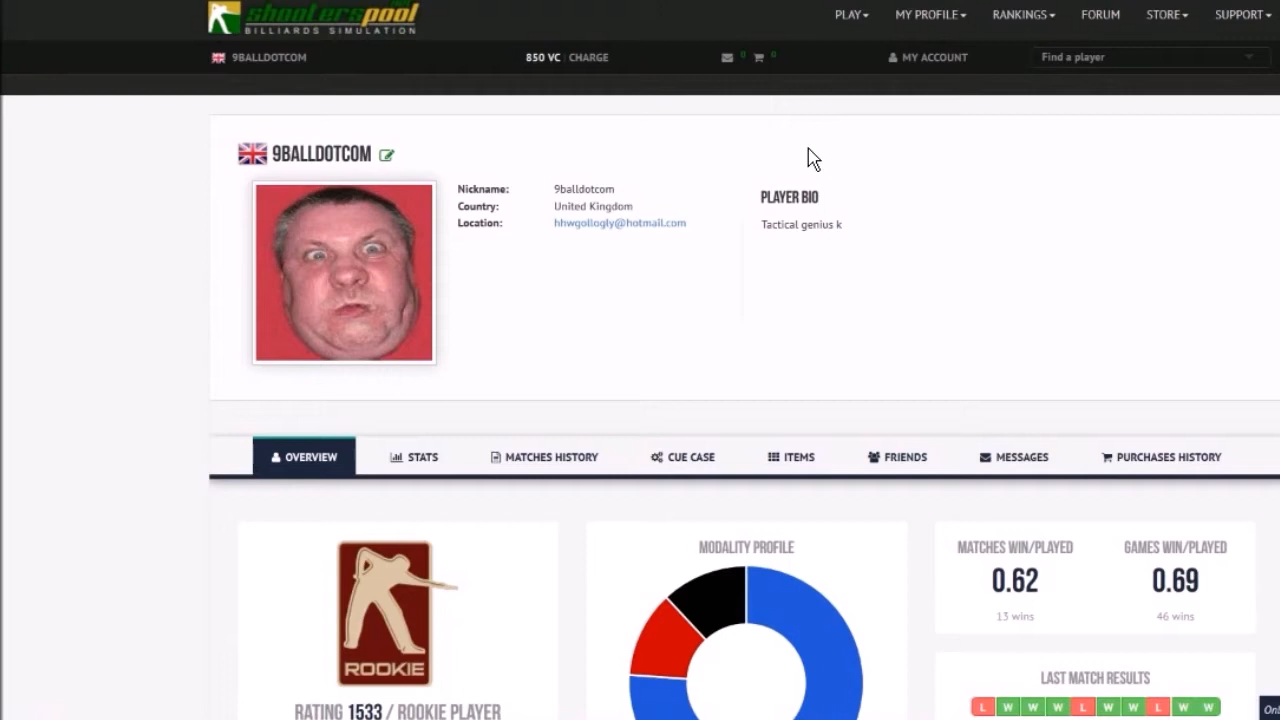 shooterspool
BILLIARDS SIMULATION
PLAY MY PROFILE RANKINGS FORUM STORE SUPPORT
9BALLDOTCOM 850 VC | CHARGE 0 0 MY ACCOUNT Find a player
9BALLDOTCOM
Nickname: 9balldotcom
Country: United Kingdom
Location: hhwgollogly@hotmail.com
PLAYER BIO
Tactical genius k
OVERVIEW STATS MATCHES HISTORY CUE CASE ITEMS FRIENDS MESSAGES PURCHASES HISTORY
ROOKIE
RATING 1533 / ROOKIE PLAYER
MODALITY PROFILE
MATCHES WIN/PLAYED GAMES WIN/PLAYED
0.62 0.69
13 wins 46 wins
LAST MATCH RESULTS
L W W W L W W L W W